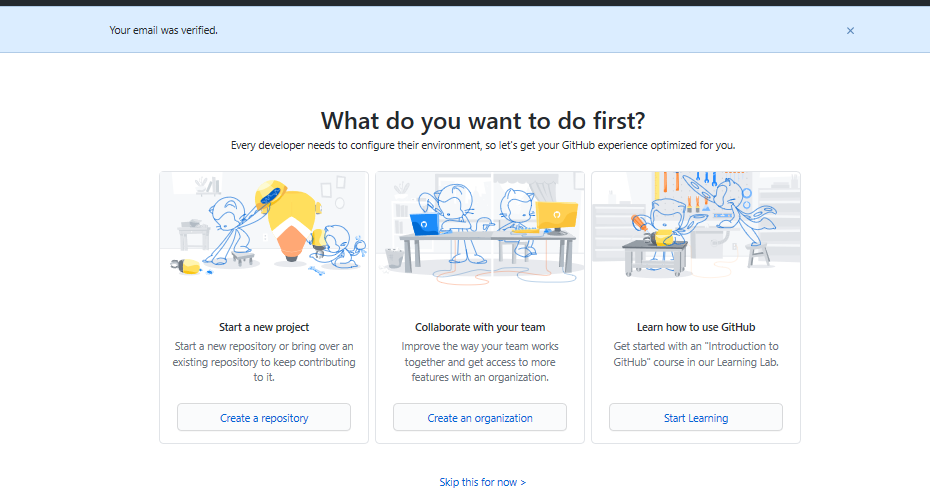 Your email was verified.
What do you want to do first?
Every developer needs to configure their environment, so let's get your GitHub experience optimized for you.
Start a new project
Start a new repository or bring over an
existing repository to keep contributing
to it.
Create a repository
Collaborate with your team
Improve the way your team works
together and get access to more
features with an organization.
Create an organization
Learn how to use GitHub
Get started with an "Introduction to
GitHub" course in our Learning Lab.
Start Learning
Skip this for now >